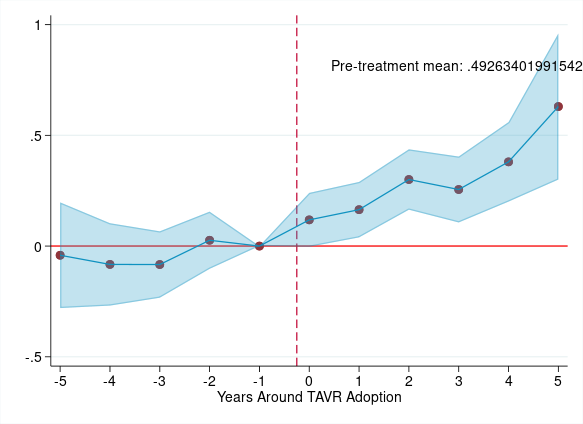 1
Pre-treatment mean: .49263401991542
.5
0
-.5
-5 -4 -3 -2 -1 0 1 2 3 4 5
Years Around TAVR Adoption